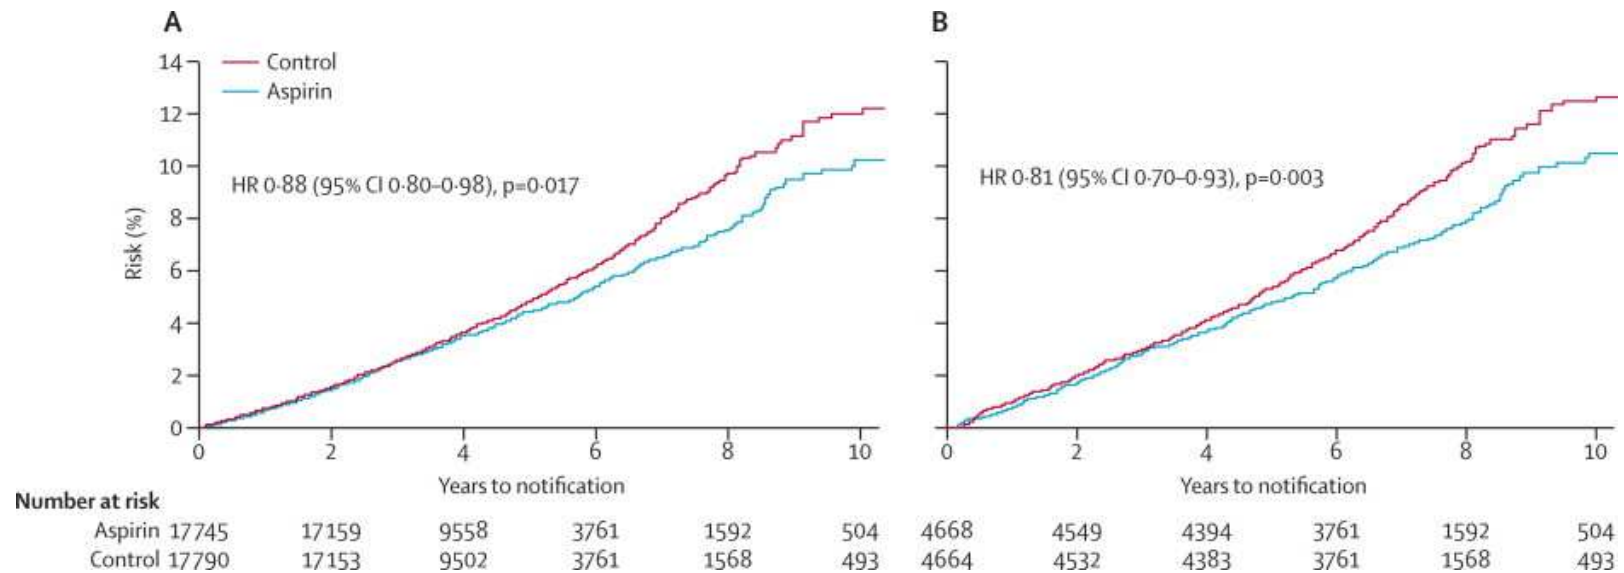 A
B
14
12
10
8
6
4
2
0
Control
Aspirin
HR 0·88 (95% CI 0·80–0·98), p=0·017
HR 0·81 (95% CI 0·70–0·93), p=0·003
Risk (%)
0 2 4 6 8 10
0 2 4 6 8 10
Years to notification
Years to notification
Number at risk
Aspirin 17745 17159 9558 3761 1592 504 4668 4549 4394 3761 1592 504
Control 17790 17153 9502 3761 1568 493 4664 4532 4383 3761 1568 493